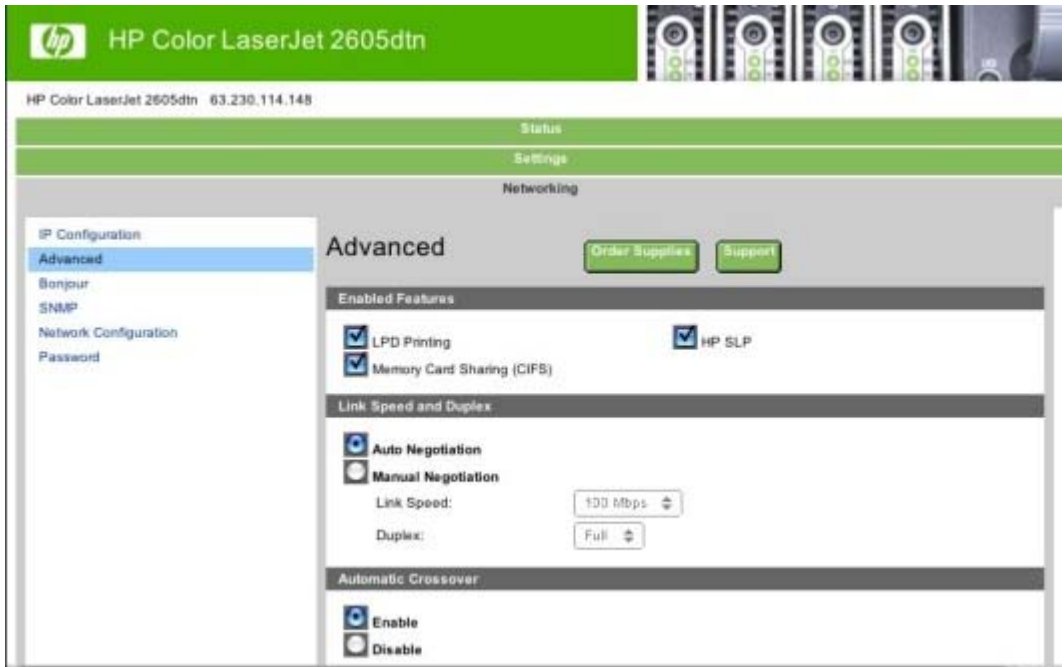 hp HP Color LaserJet 2605dtn
HP Color LaserJet 2605dtn 63.230.114.148
Status
Settings
Networking
IP Configuration
Advanced
Bonjour
SNMP
Network Configuration
Password
Advanced Order Supplies Support
Enabled Features
LPD Printing HP SLP
Memory Card Sharing (CIFS)
Link Speed and Duplex
Auto Negotiation
Manual Negotiation
Link Speed: 100 Mbps
Duplex: Full
Automatic Crossover
Enable
Disable